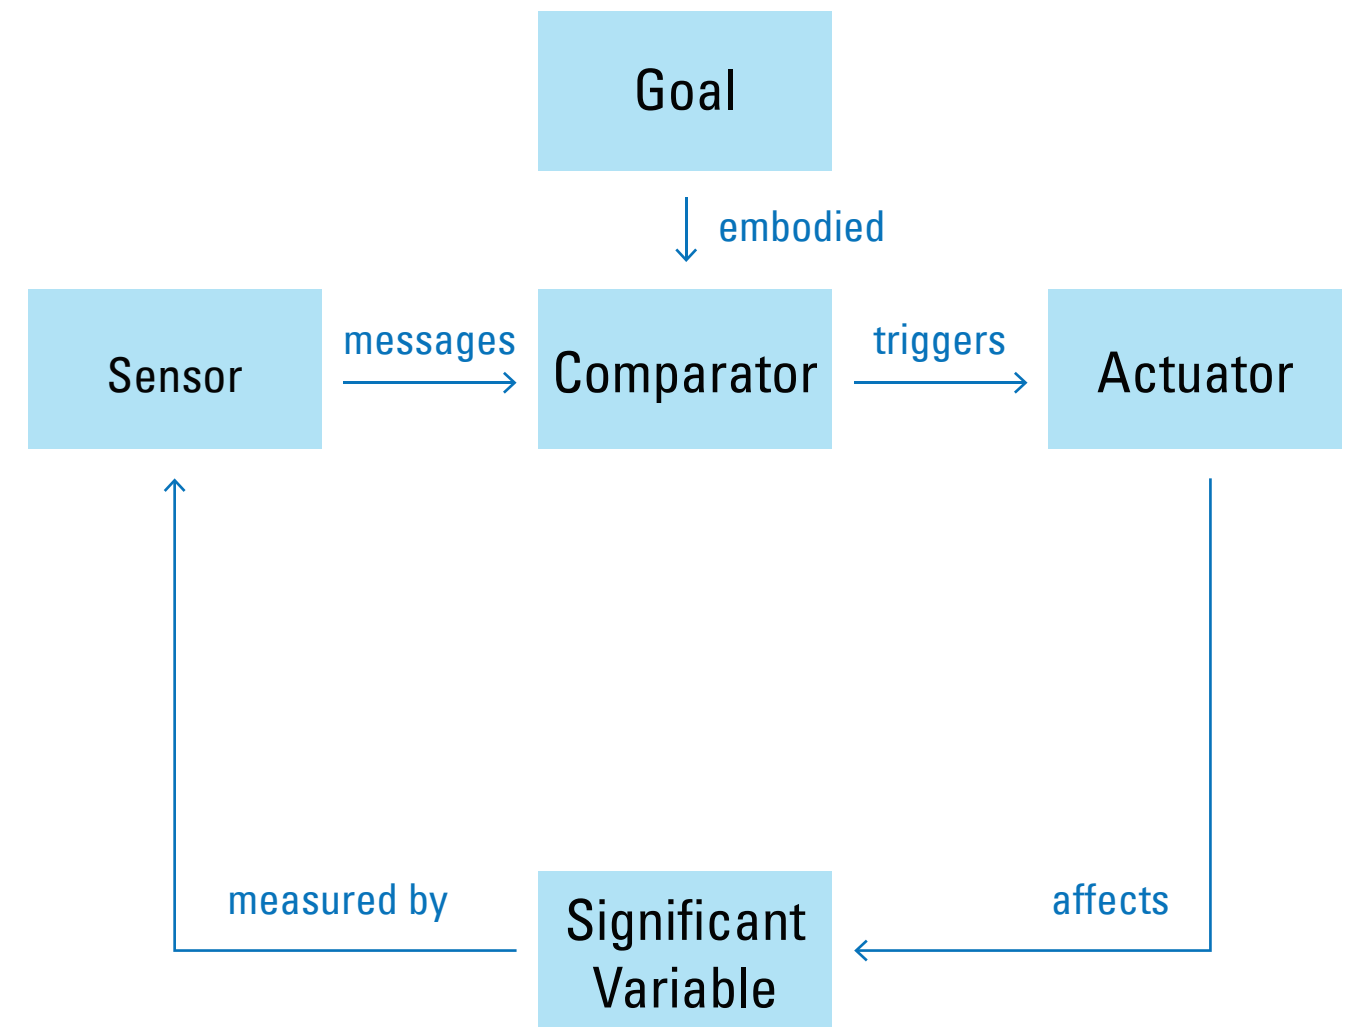 Goal
embodied
Sensor
messages
Comparator
triggers
Actuator
measured by
Significant
Variable
affects